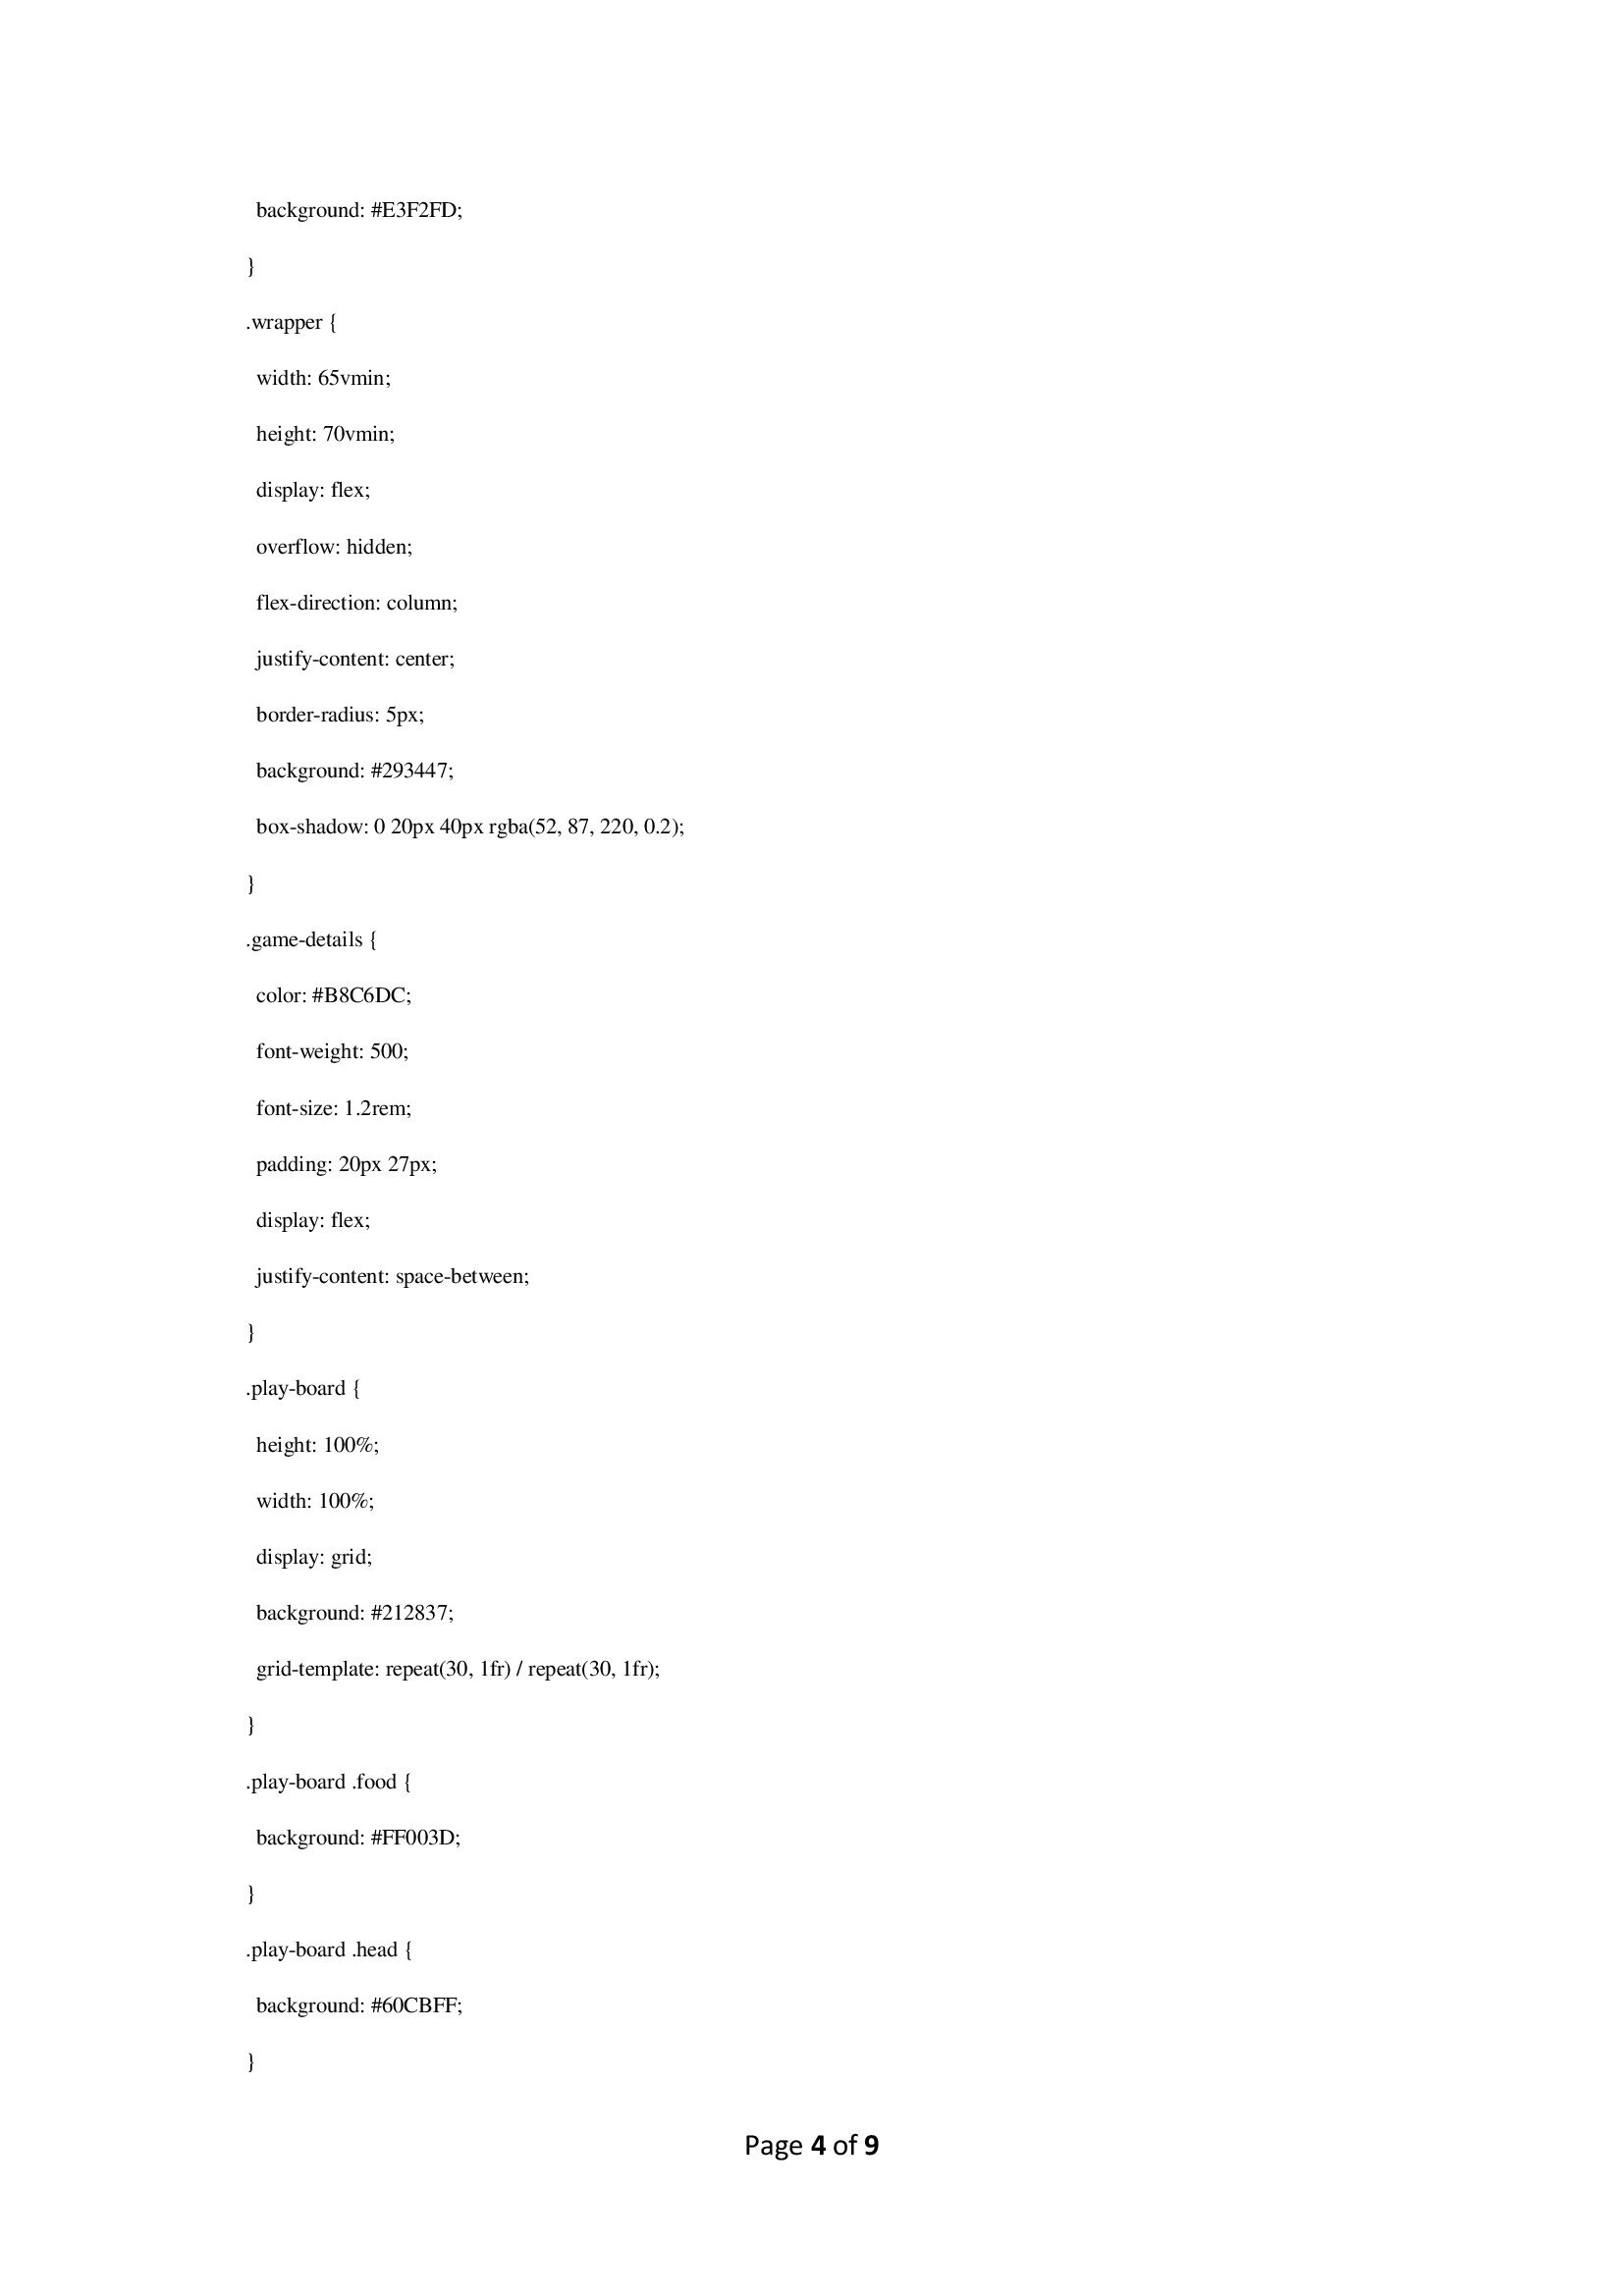 background: #E3F2FD;
}
.wrapper {
width: 65vmin;
height: 70vmin;
display: flex;
overflow: hidden;
flex-direction: column;
justify-content: center;
border-radius: 5px;
background: #293447;
box-shadow: 0 20px 40px rgba(52, 87, 220, 0.2);
}
.game-details {
color: #B8C6DC;
font-weight: 500;
font-size: 1.2rem;
padding: 20px 27px;
display: flex;
justify-content: space-between;
}
.play-board {
height: 100%;
width: 100%;
display: grid;
background: #212837;
grid-template: repeat(30, 1fr) / repeat(30, 1fr);
}
.play-board .food {
background: #FF003D;
}
.play-board .head {
background: #60CBFF;
}
Page 4 of 9